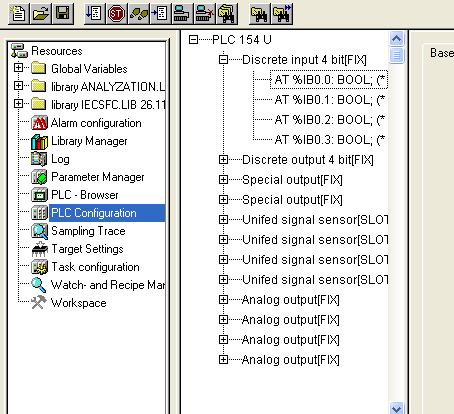 Resources
Global Variables
library ANALYZATION.L
library IECSFC.LIB 26.11
Alarm configuration
Library Manager
Log
Parameter Manager
PLC - Browser
PLC Configuration
Sampling Trace
Target Settings
Task configuration
Watch- and Recipe Mar
Workspace
PLC 154 U
Discrete input 4 bit[FIX]
AT %IB0.0: BOOL; (*
AT %IB0.1: BOOL; (*
AT %IB0.2: BOOL; (*
AT %IB0.3: BOOL; (*
Discrete output 4 bit[FIX]
Special output[FIX]
Special output[FIX]
Unifed signal sensor[SLOT
Unifed signal sensor[SLOT
Unifed signal sensor[SLOT
Unifed signal sensor[SLOT
Analog output[FIX]
Analog output[FIX]
Analog output[FIX]
Analog output[FIX]
Base